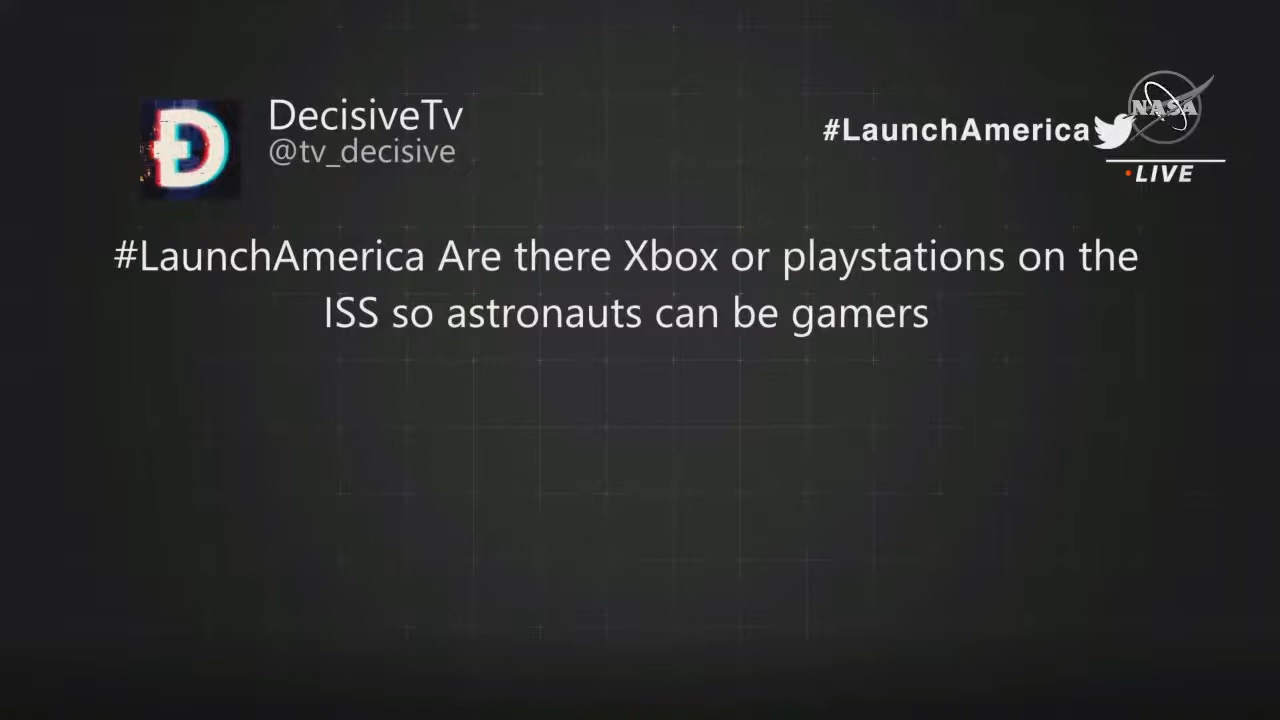 DecisiveTv
@tv_decisive
#LaunchAmerica
NASA
LIVE
#LaunchAmerica Are there Xbox or playstations on the
ISS so astronauts can be gamers